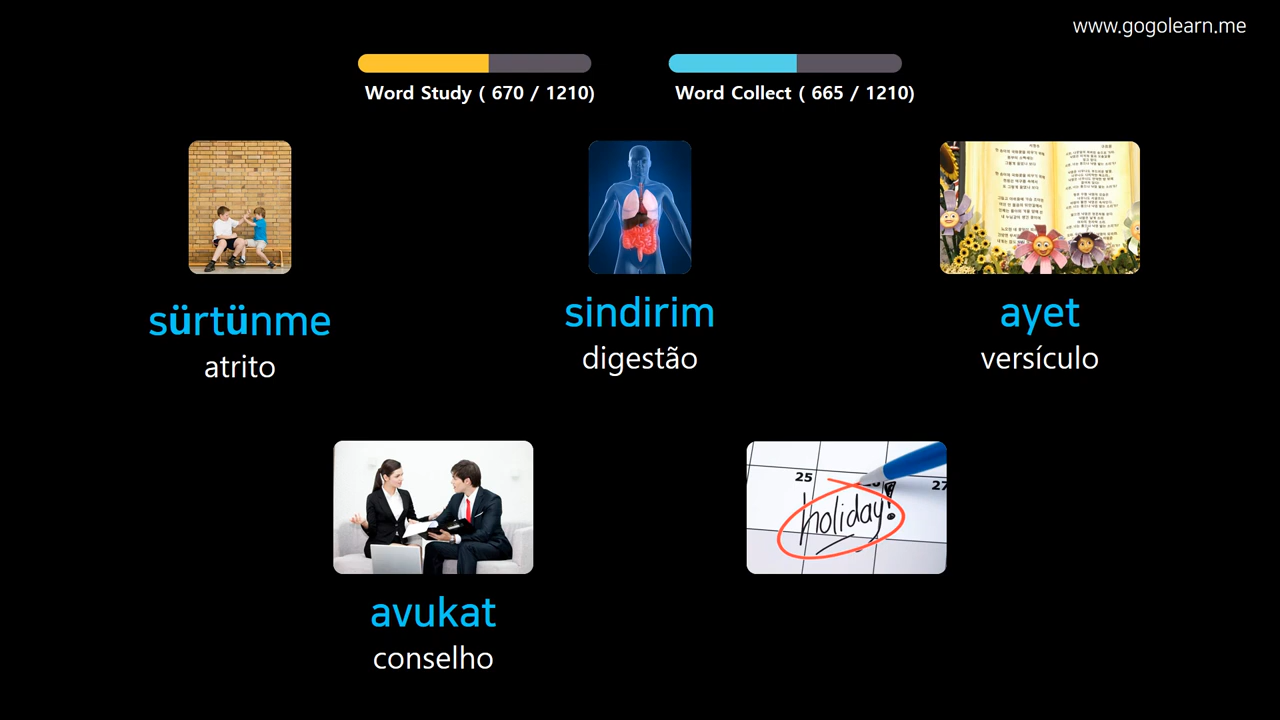 www.gogolearn.me
Word Study ( 670 / 1210)
Word Collect ( 665 / 1210)
sürtünme
atrito
sindirim
digestão
ayet
versículo
25
27
holiday!
avukat
conselho